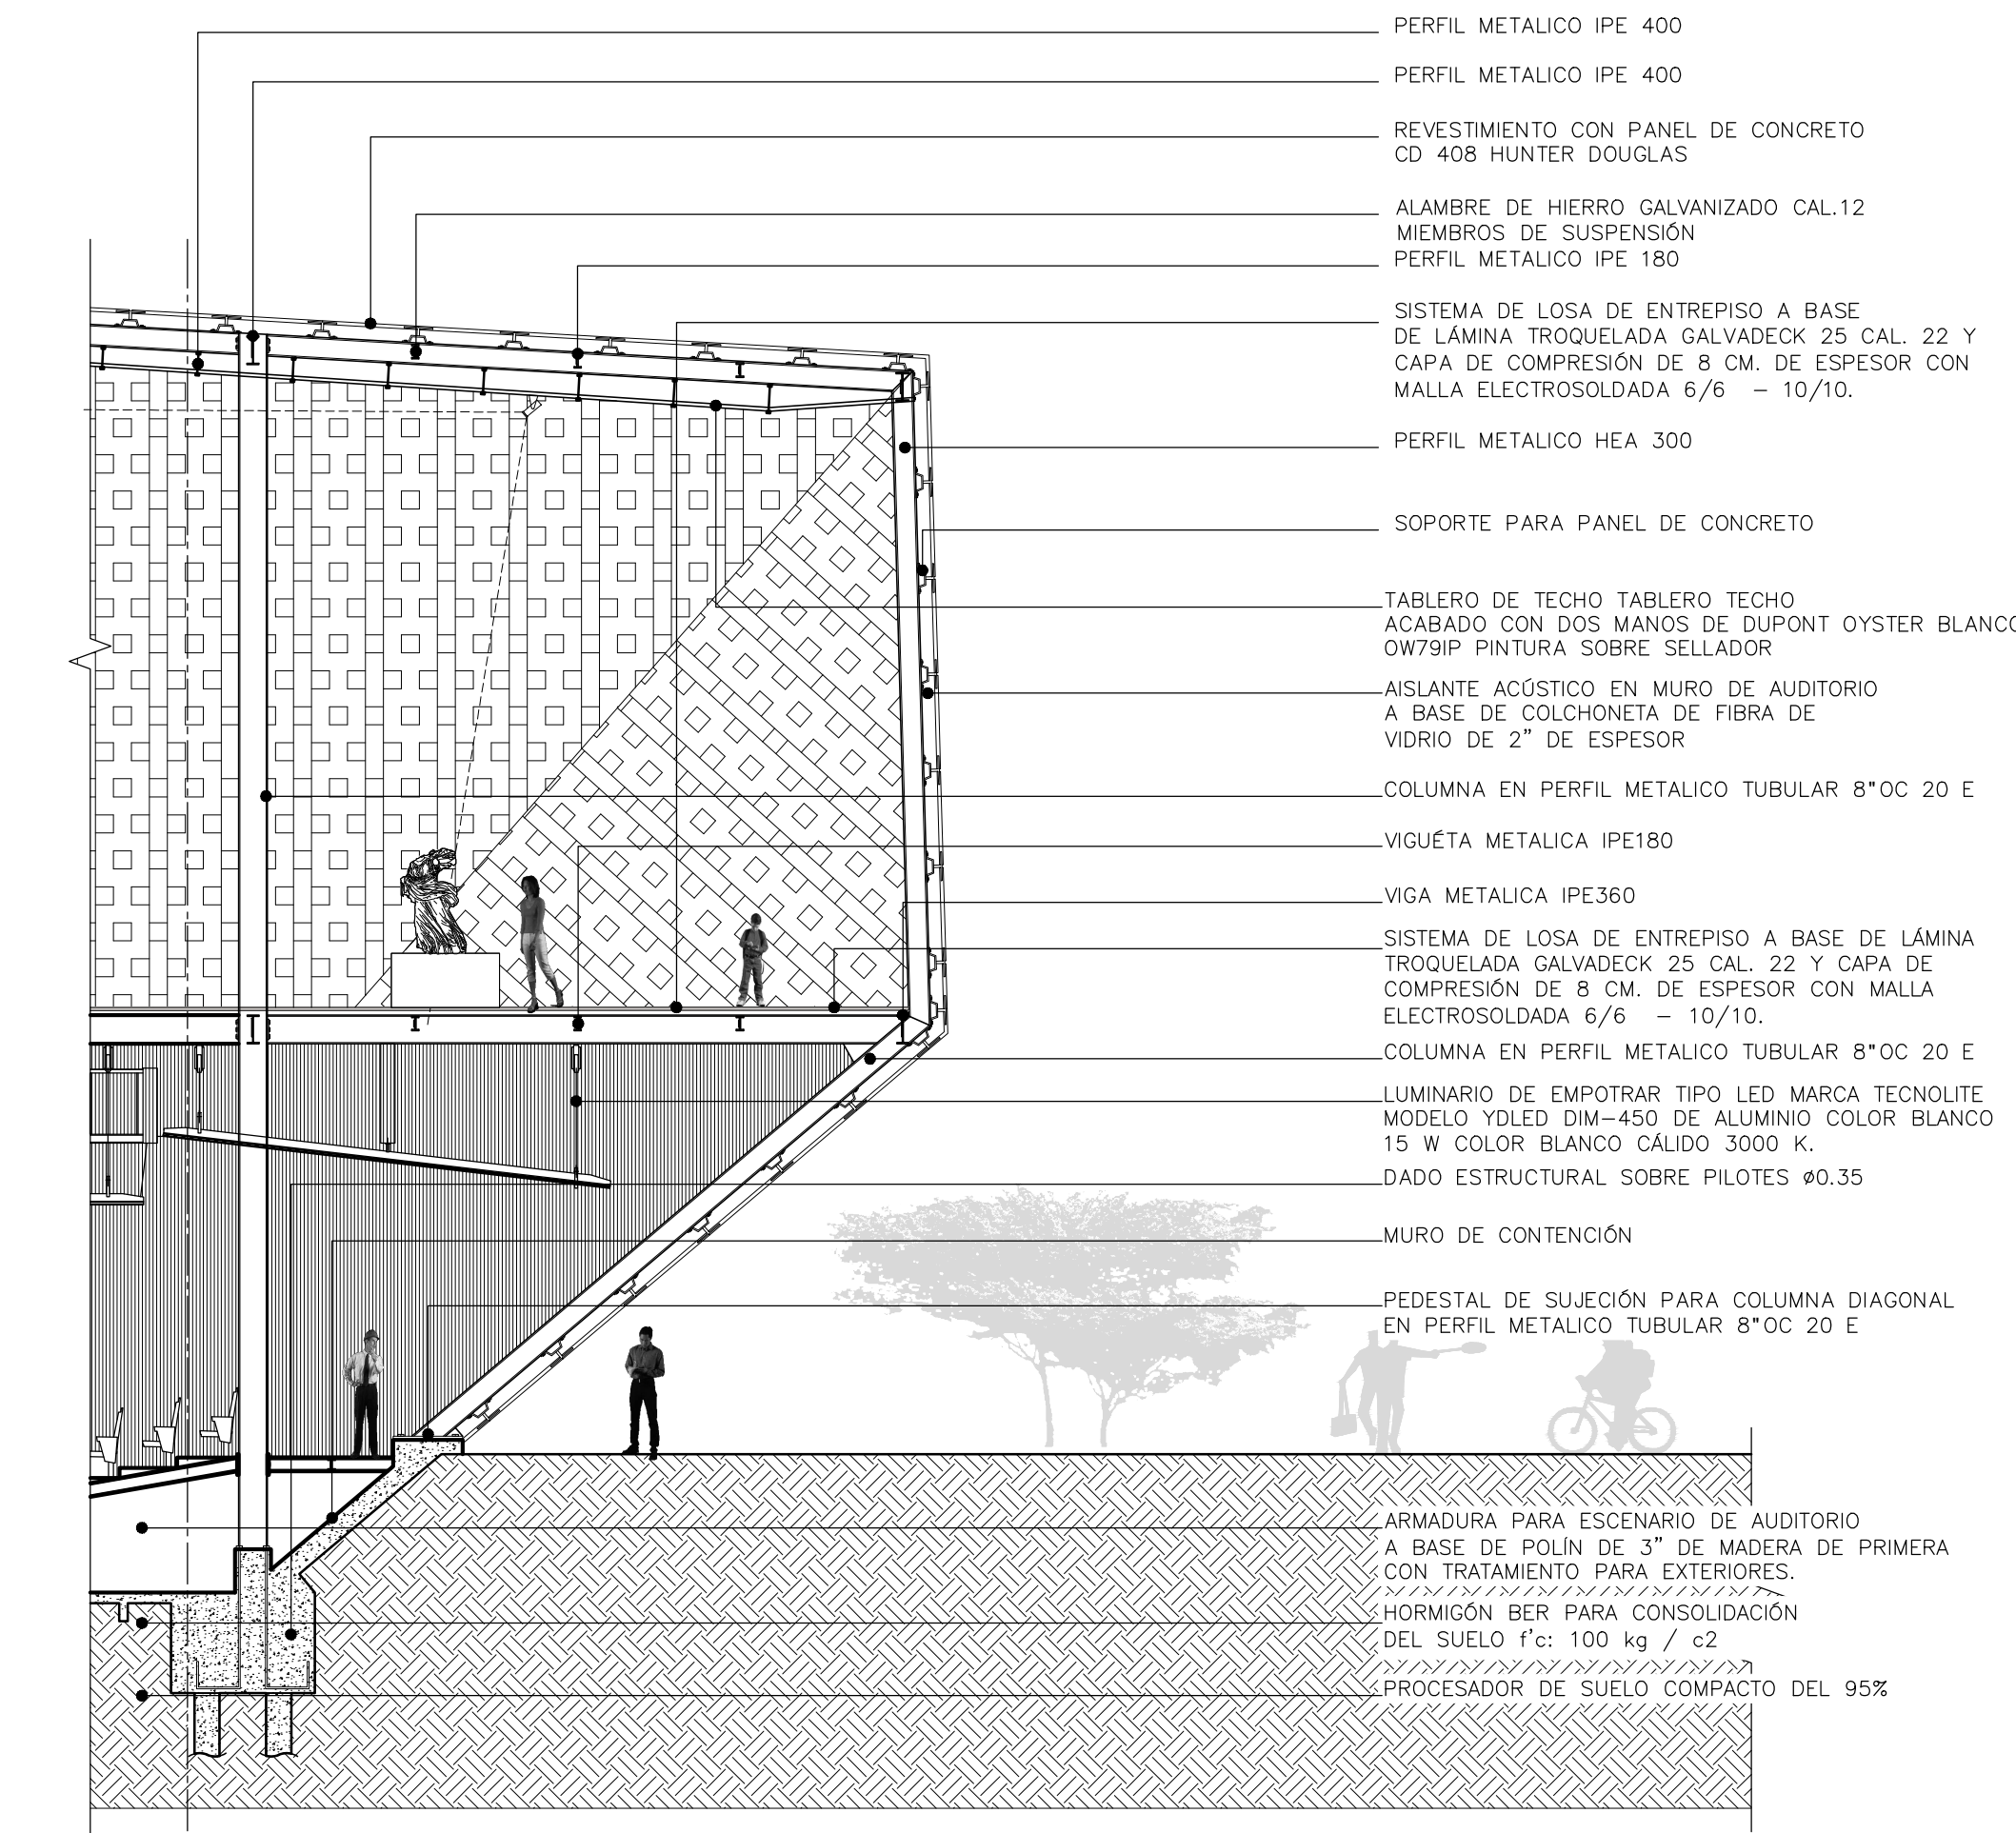 PERFIL METALICO IPE 400
PERFIL METALICO IPE 400
REVESTIMIENTO CON PANEL DE CONCRETO
CD 408 HUNTER DOUGLAS
ALAMBRE DE HIERRO GALVANIZADO CAL.12
MIEMBROS DE SUSPENSIÓN
PERFIL METALICO IPE 180
SISTEMA DE LOSA DE ENTREPISO A BASE
DE LÁMINA TROQUELADA GALVADECK 25 CAL. 22 Y
CAPA DE COMPRESIÓN DE 8 CM. DE ESPESOR CON
MALLA ELECTROSOLDADA 6/6 – 10/10.
PERFIL METALICO HEA 300
SOPORTE PARA PANEL DE CONCRETO
TABLERO DE TECHO TABLERO TECHO
ACABADO CON DOS MANOS DE DUPONT OYSTER BLANCO
OW79IP PINTURA SOBRE SELLADOR
AISLANTE ACÚSTICO EN MURO DE AUDITORIO
A BASE DE COLCHONETA DE FIBRA DE
VIDRIO DE 2” DE ESPESOR
COLUMNA EN PERFIL METALICO TUBULAR 8"OC 20 E
VIGUÉTA METALICA IPE180
VIGA METALICA IPE360
SISTEMA DE LOSA DE ENTREPISO A BASE DE LÁMINA
TROQUELADA GALVADECK 25 CAL. 22 Y CAPA DE
COMPRESIÓN DE 8 CM. DE ESPESOR CON MALLA
ELECTROSOLDADA 6/6 – 10/10.
COLUMNA EN PERFIL METALICO TUBULAR 8"OC 20 E
LUMINARIO DE EMPOTRAR TIPO LED MARCA TECNOLITE
MODELO YDLED DIM–450 DE ALUMINIO COLOR BLANCO
15 W COLOR BLANCO CÁLIDO 3000 K.
DADO ESTRUCTURAL SOBRE PILOTES ø0.35
MURO DE CONTENCIÓN
PEDESTAL DE SUJECIÓN PARA COLUMNA DIAGONAL
EN PERFIL METALICO TUBULAR 8"OC 20 E
ARMADURA PARA ESCENARIO DE AUDITORIO
A BASE DE POLÍN DE 3” DE MADERA DE PRIMERA
CON TRATAMIENTO PARA EXTERIORES.
HORMIGÓN BER PARA CONSOLIDACIÓN
DEL SUELO f’c: 100 kg / c2
PROCESADOR DE SUELO COMPACTO DEL 95%